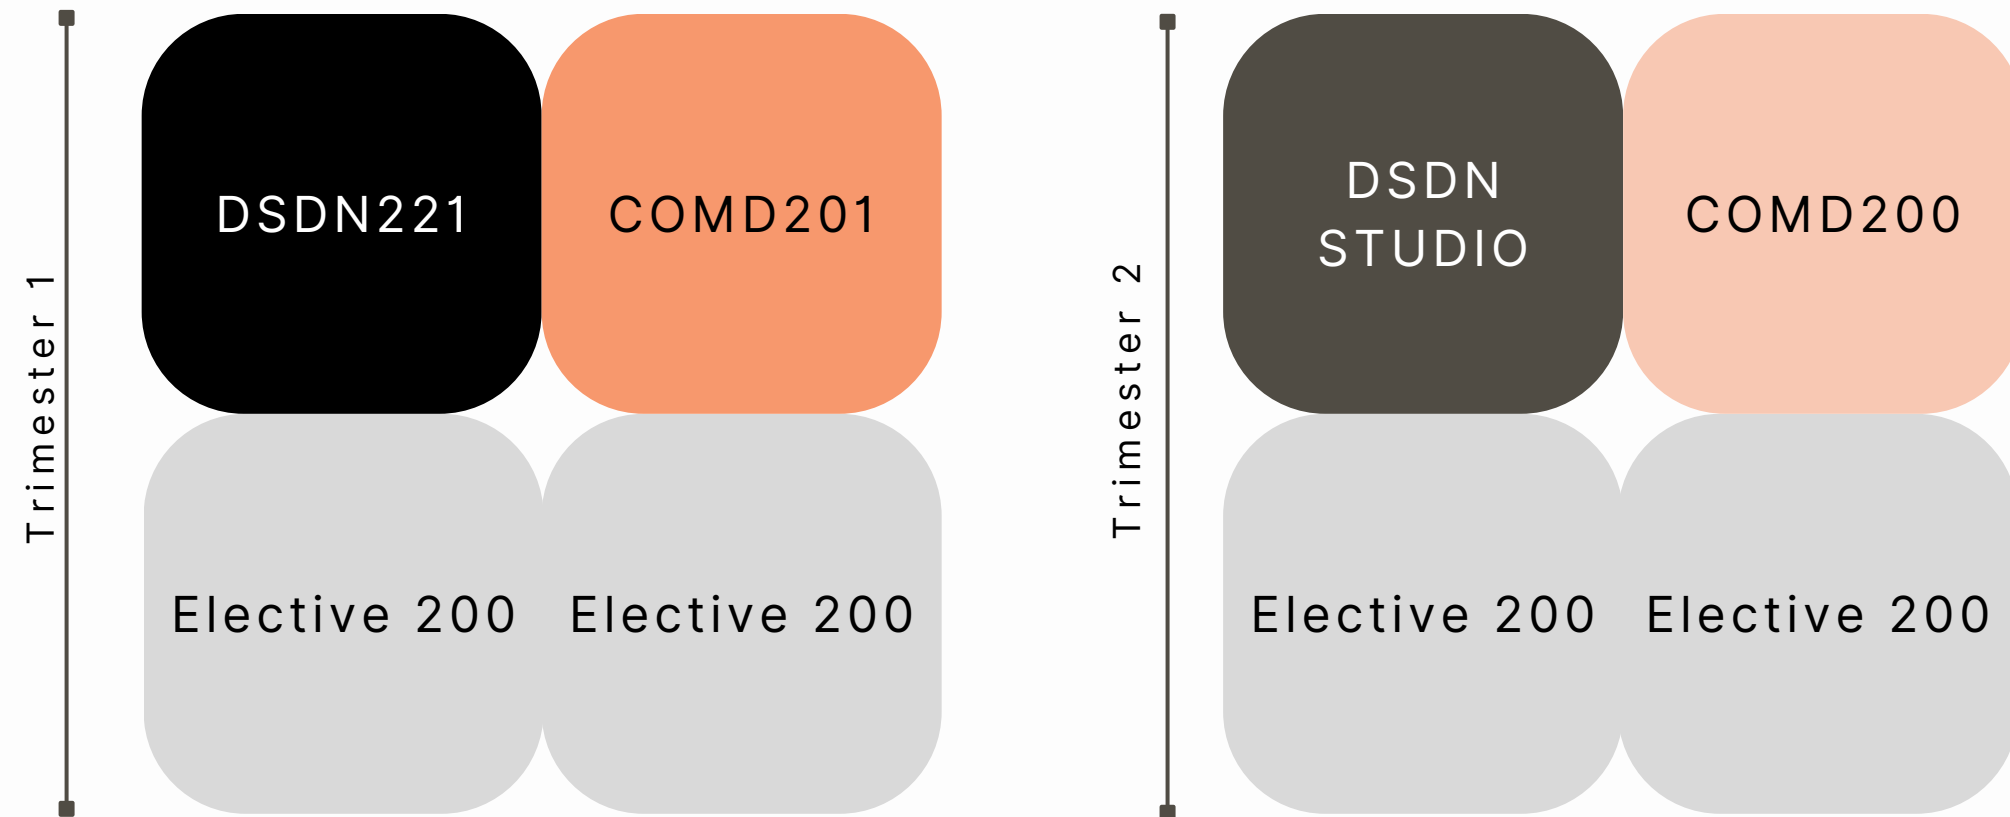 Trimester 1
DSDN221
COMD201
Elective 200
Elective 200
Trimester 2
DSDN
STUDIO
COMD200
Elective 200
Elective 200